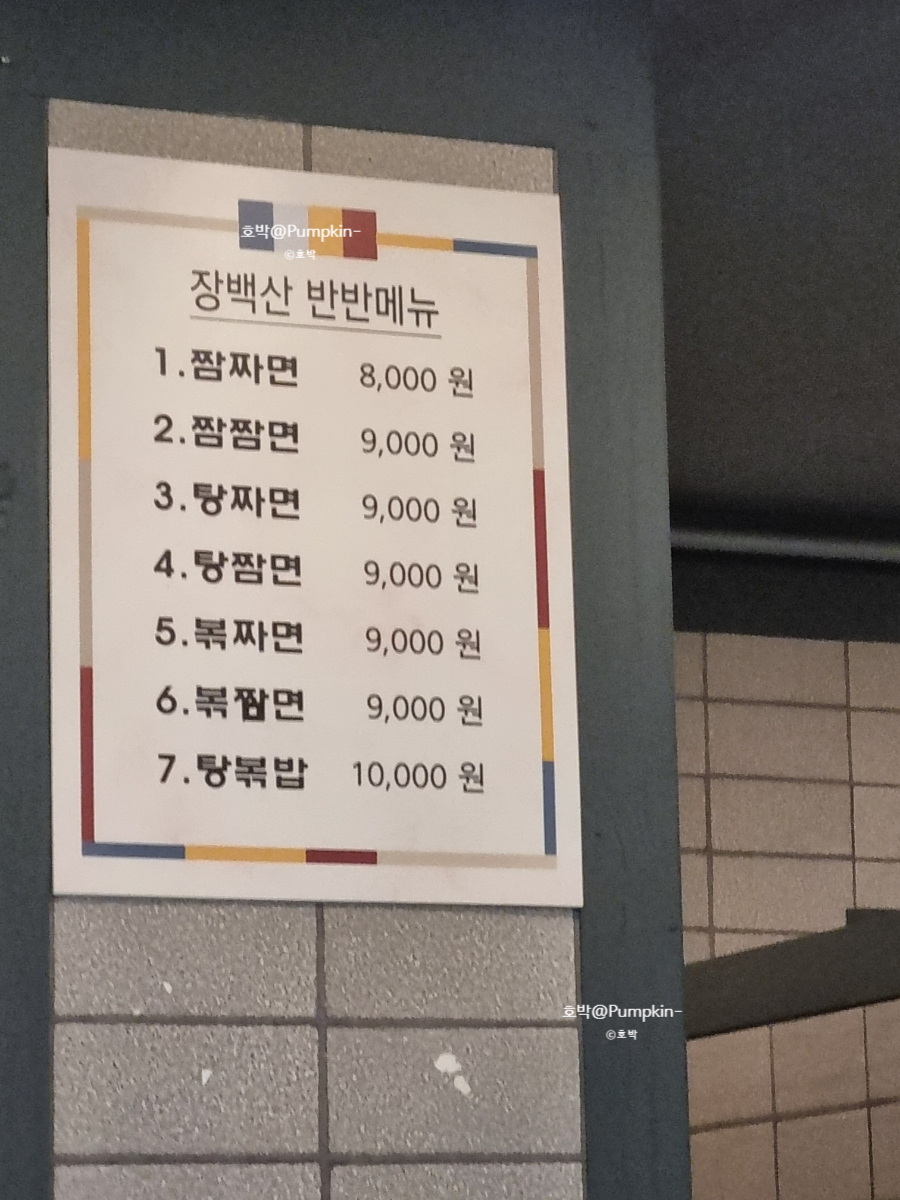 호박@Pumpkin-
©호박
장백산 반반메뉴
1.짬짜면 8,000 원
2.짬짬면 9,000 원
3.탕짜면 9,000 원
4.탕짬면 9,000 원
5.볶짜면 9,000 원
6.볶짬면 9,000 원
7.탕볶밥 10,000 원
호박@Pumpkin-
©호박